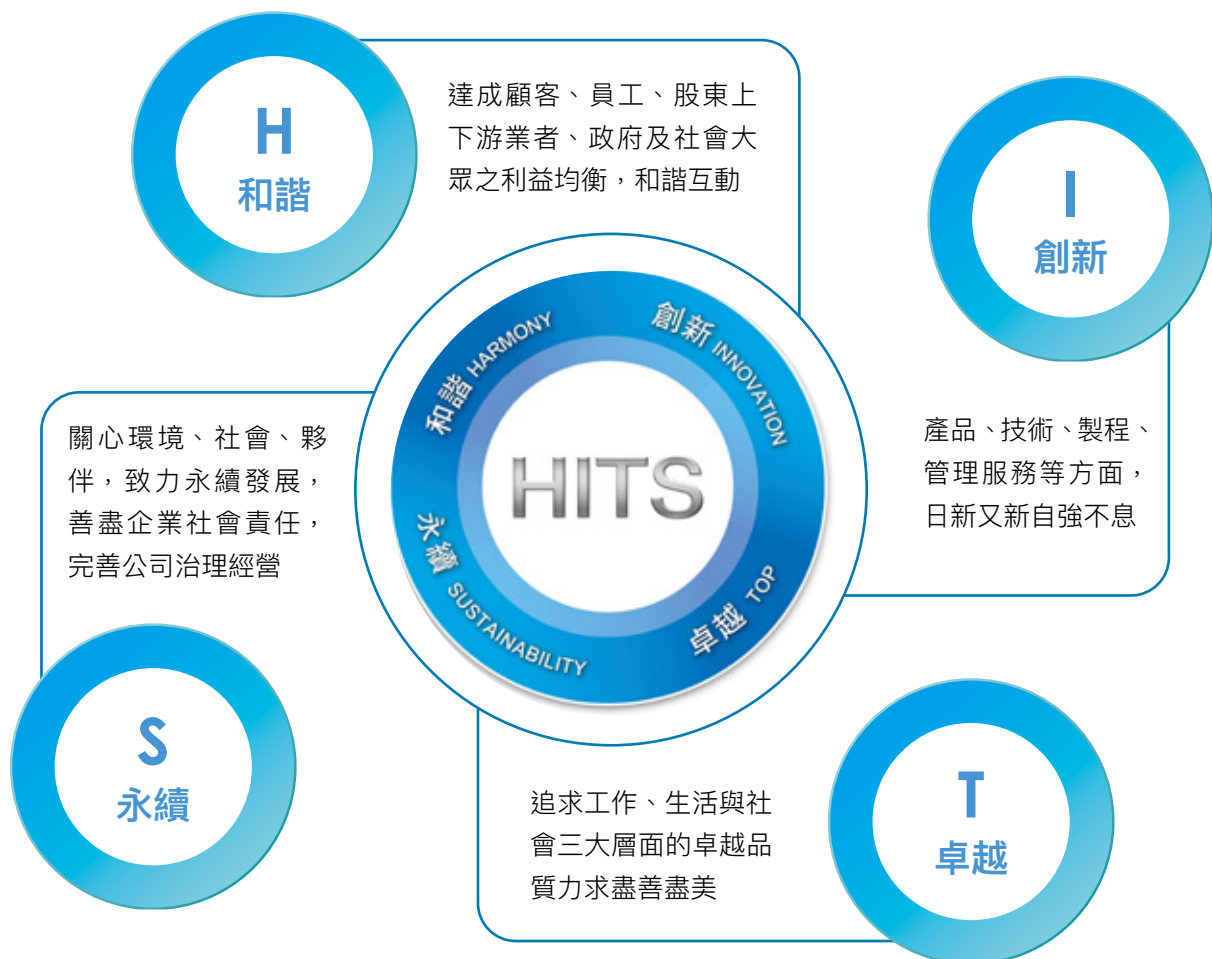 H
和諧
達成顧客、員工、股東上
下游業者、政府及社會大
眾之利益均衡，和諧互動
I
創新
產品、技術、製程、
管理服務等方面，
日新又新自強不息
和諧 HARMONY
創新 INNOVATION
HITS
永續 SUSTAINABILITY
卓越 TOP
關心環境、社會、夥
伴，致力永續發展，
善盡企業社會責任，
完善公司治理經營
S
永續
追求工作、生活與社
會三大層面的卓越品
質力求盡善盡美
T
卓越